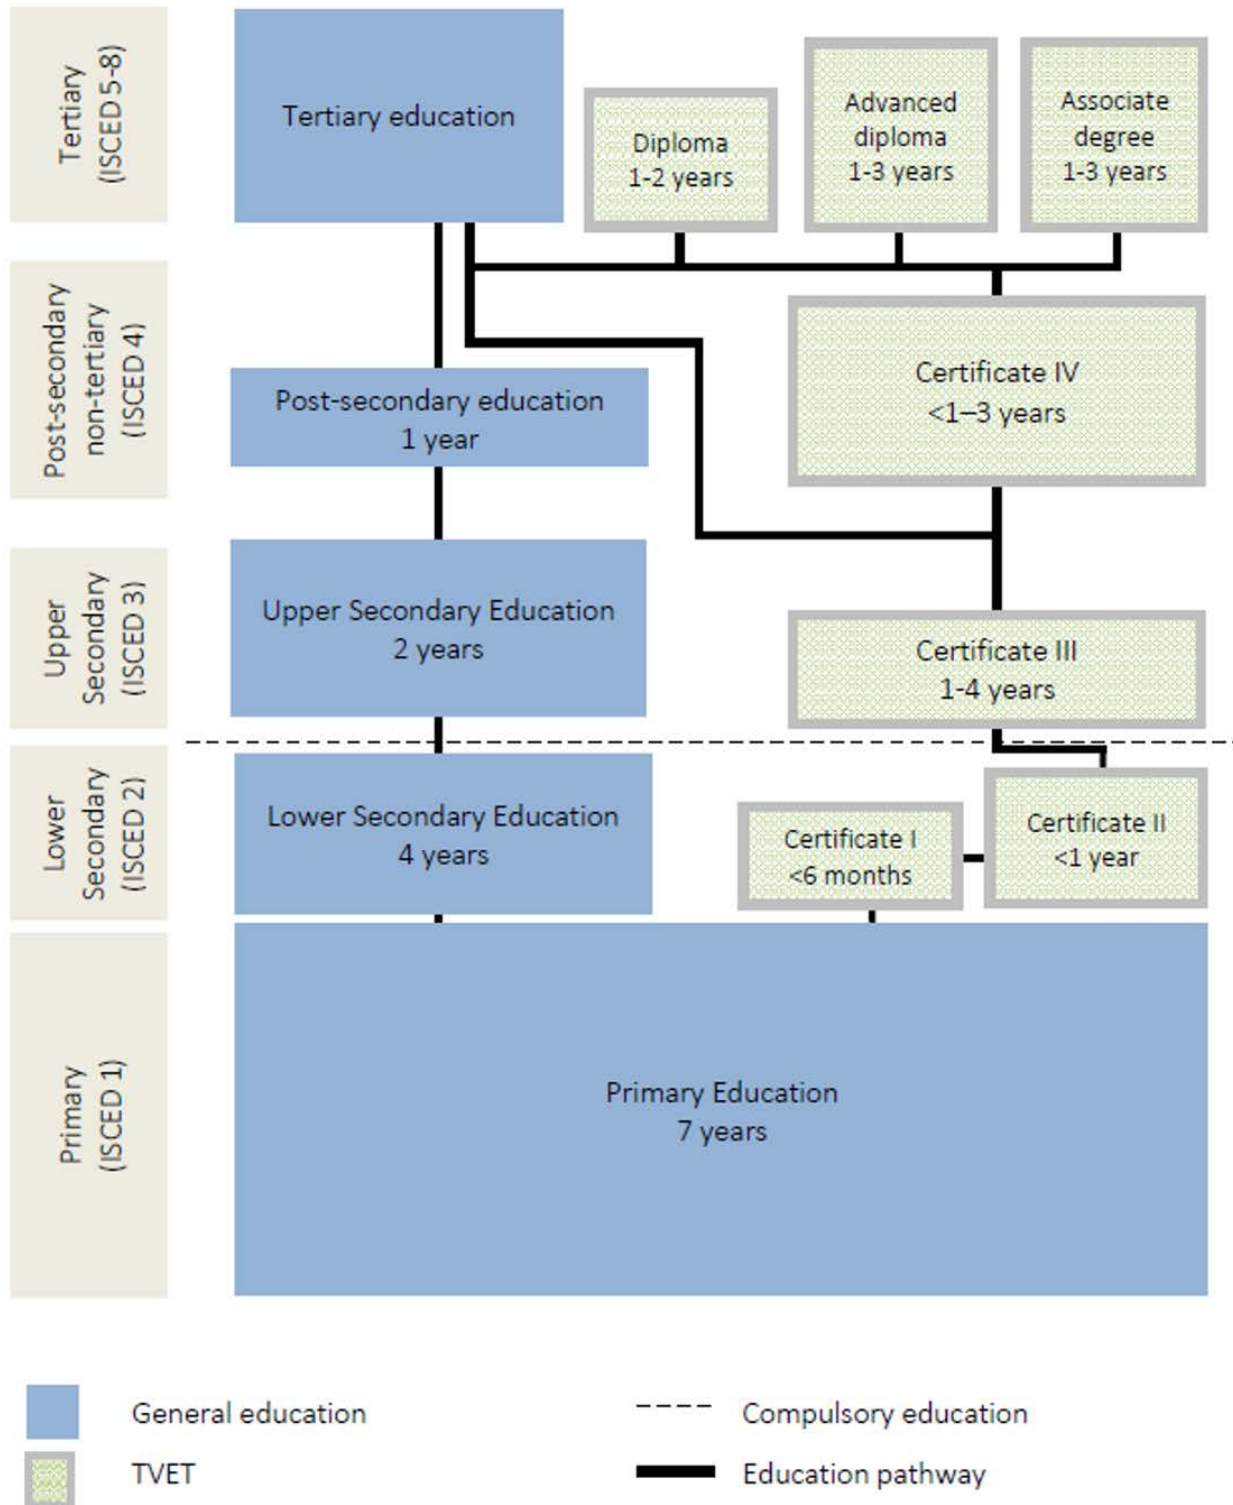 Tertiary
(ISCED 5-8)
Tertiary education
Diploma
1-2 years
Advanced
diploma
1-3 years
Associate
degree
1-3 years
Post-secondary
non-tertiary
(ISCED 4)
Post-secondary education
1 year
Certificate IV
<1–3 years
Upper
Secondary
(ISCED 3)
Upper Secondary Education
2 years
Certificate III
1-4 years
Lower
Secondary
(ISCED 2)
Lower Secondary Education
4 years
Certificate I
<6 months
Certificate II
<1 year
Primary
(ISCED 1)
Primary Education
7 years
General education
Compulsory education
TVET
Education pathway